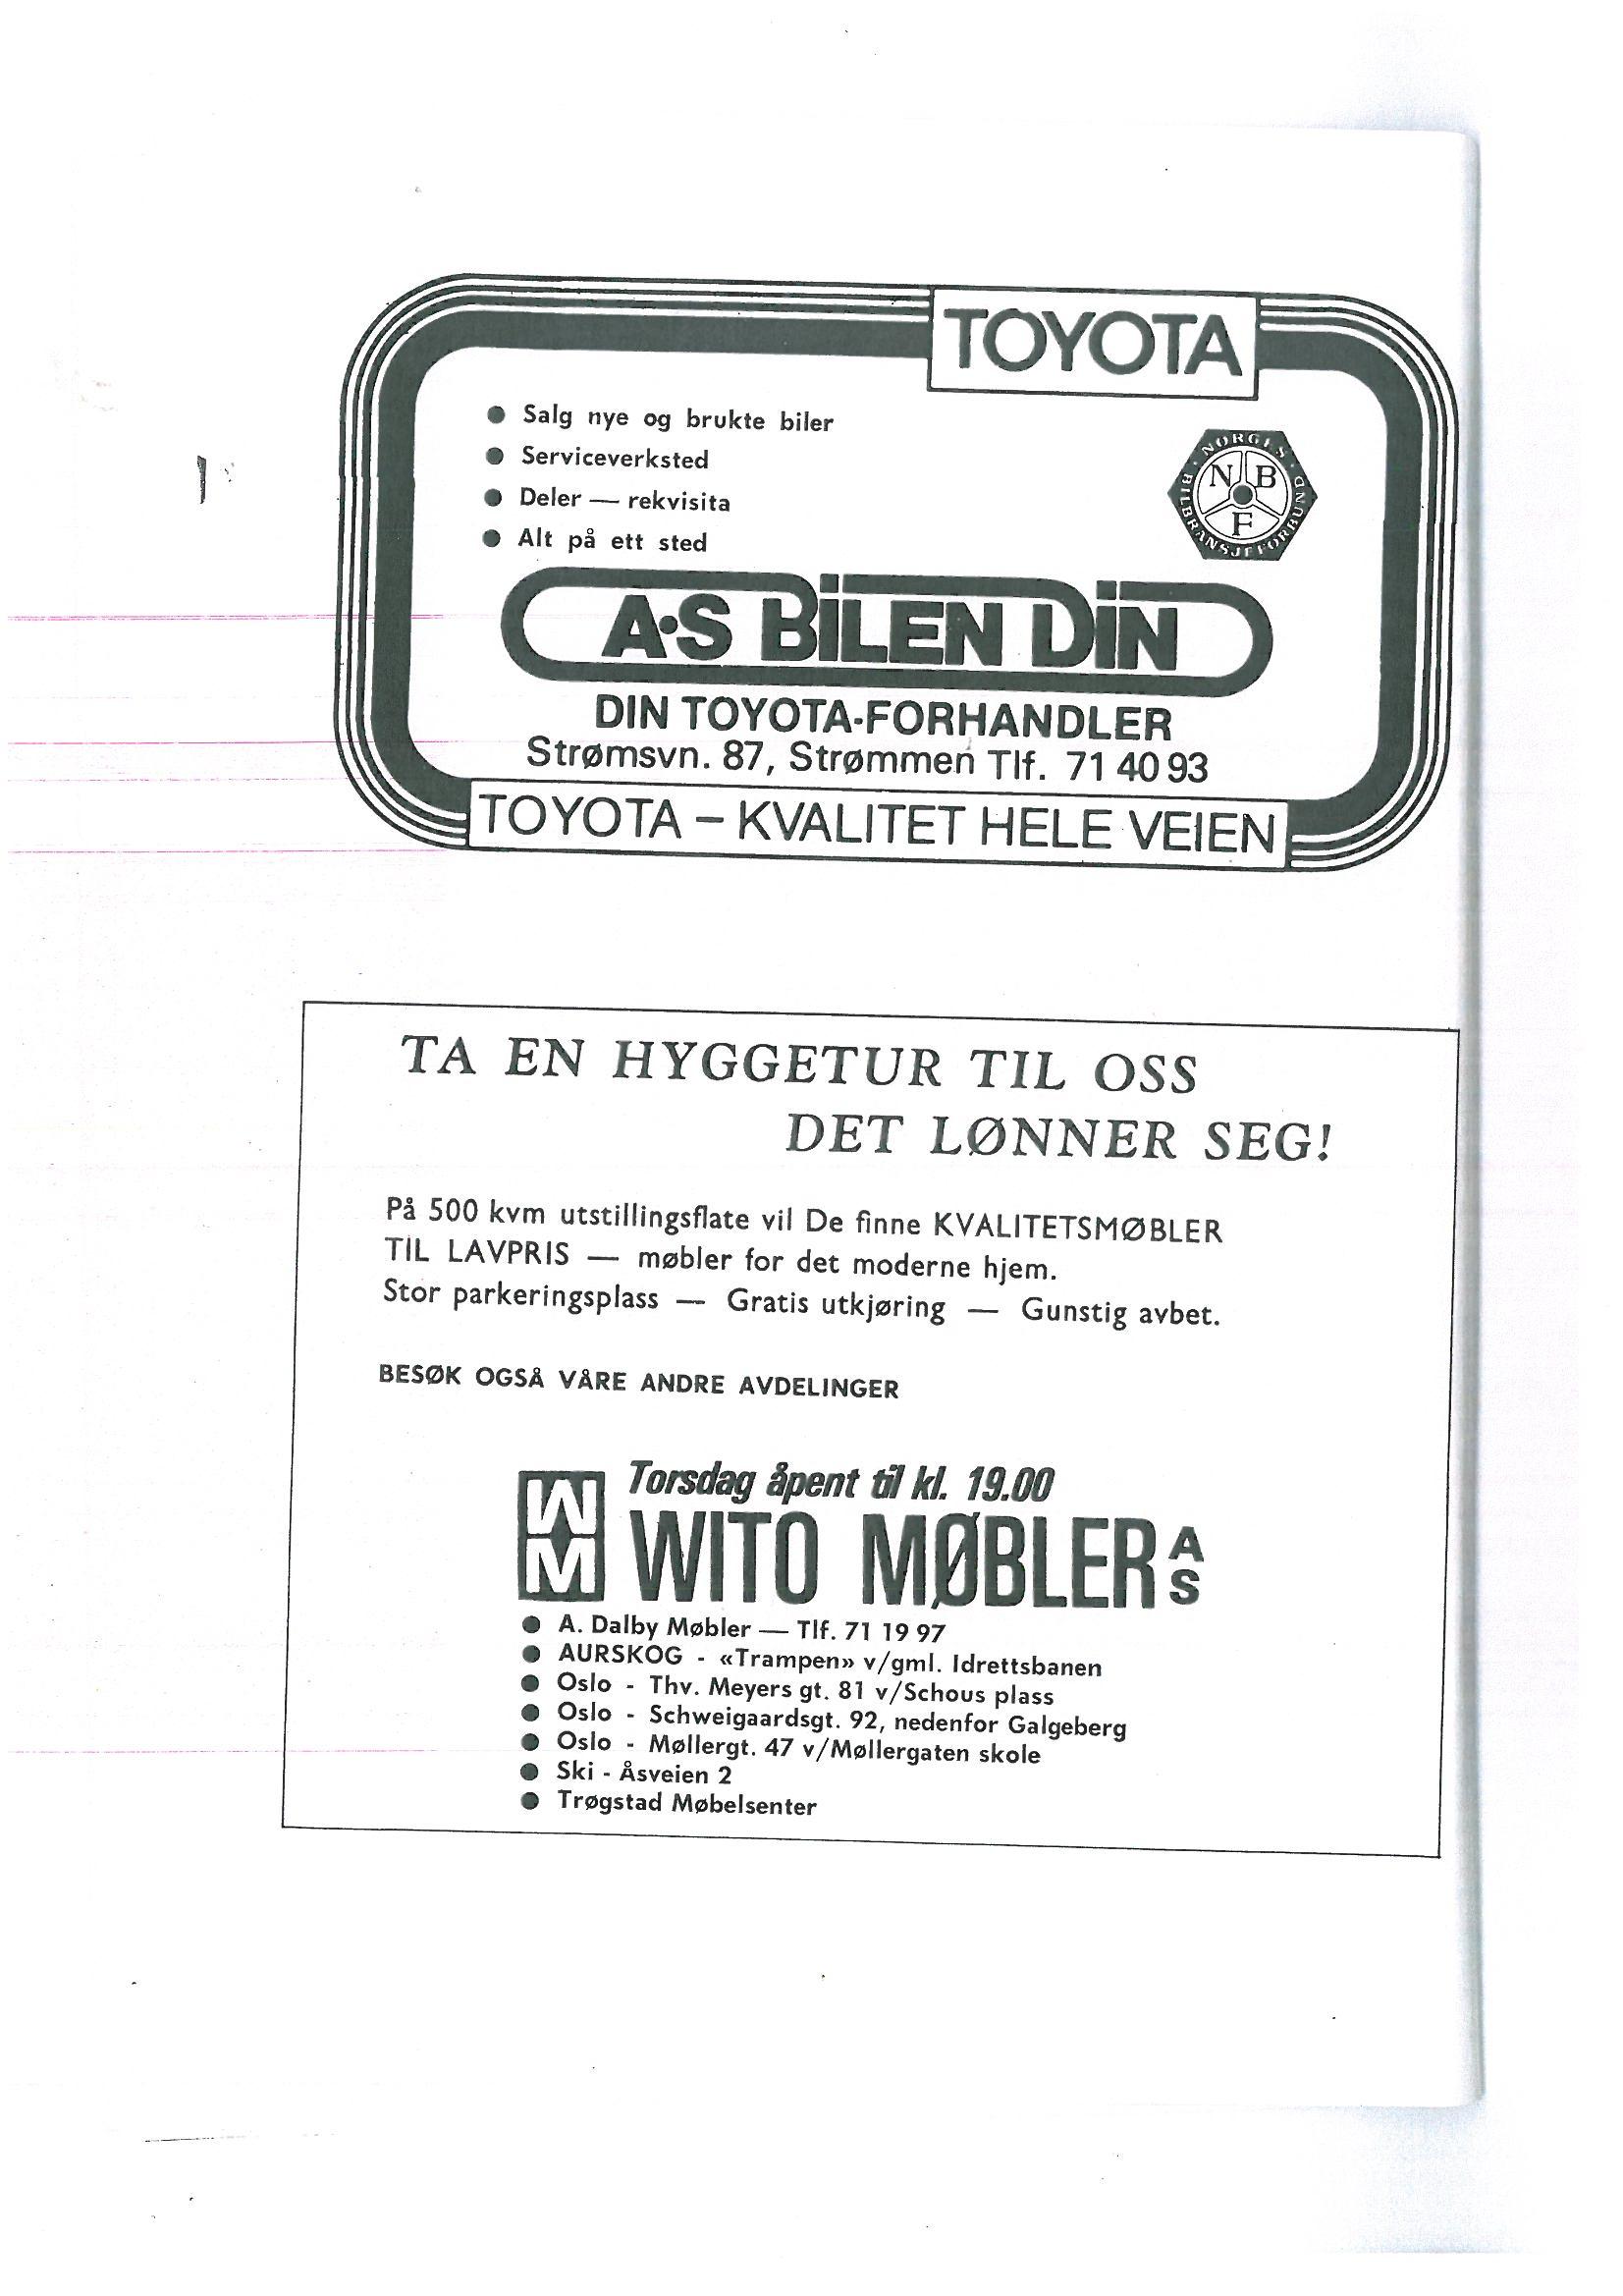 TOYOTA
● Salg nye og brukte biler
● Serviceverksted
● Deler — rekvisita
● Alt på ett sted
NORGES BILBRANSJEFORBUND
N B
F
A·S BILEN DIN
DIN TOYOTA-FORHANDLER
Strømsvn. 87, Strømmen Tlf. 71 40 93
TOYOTA – KVALITET HELE VEIEN
TA EN HYGGETUR TIL OSS
DET LØNNER SEG!
På 500 kvm utstillingsflate vil De finne KVALITETSMØBLER
TIL LAVPRIS — møbler for det moderne hjem.
Stor parkeringsplass — Gratis utkjøring — Gunstig avbet.
BESØK OGSÅ VÅRE ANDRE AVDELINGER
Torsdag åpent til kl. 19.00
WM WITO MØBLER AS
● A. Dalby Møbler — Tlf. 71 19 97
● AURSKOG - «Trampen» v/gml. Idrettsbanen
● Oslo - Thv. Meyers gt. 81 v/Schous plass
● Oslo - Schweigaardsgt. 92, nedenfor Galgeberg
● Oslo - Møllergt. 47 v/Møllergaten skole
● Ski - Åsveien 2
● Trøgstad Møbelsenter